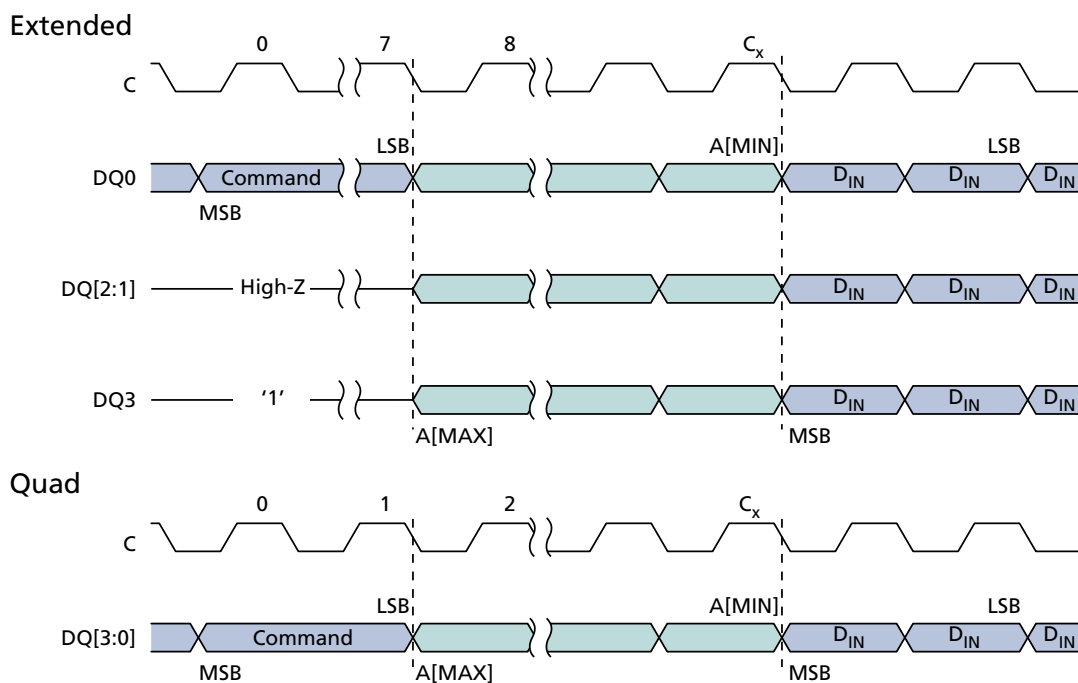 Extended
0 7 8 Cx
C
LSB A[MIN] LSB
DQ0 Command DIN DIN DIN
MSB
DQ[2:1] High-Z DIN DIN DIN
DQ3 '1' DIN DIN DIN
A[MAX] MSB
Quad
0 1 2 Cx
C
LSB A[MIN] LSB
DQ[3:0] Command DIN DIN DIN
MSB A[MAX] MSB